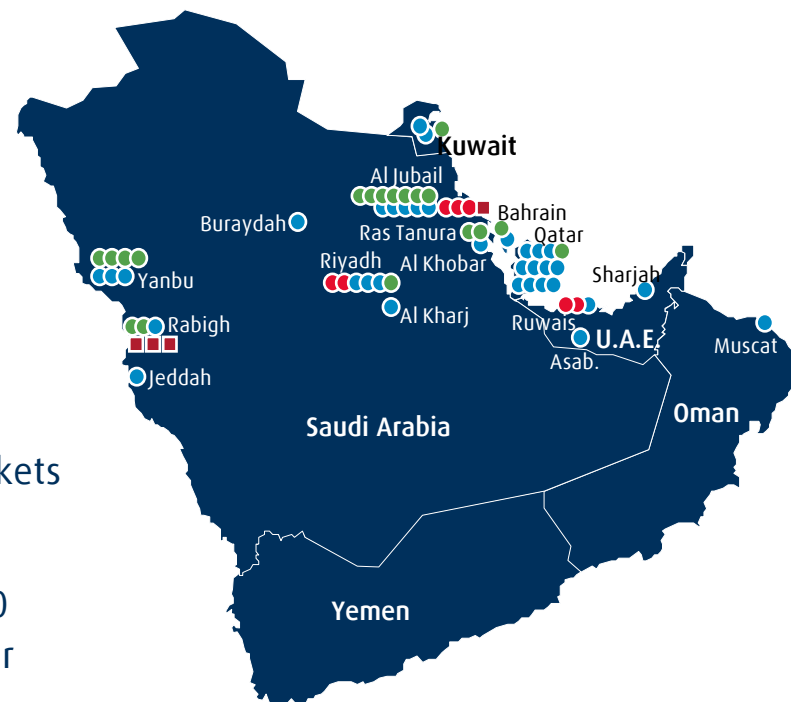 Kuwait
Al Jubail
Buraydah
Bahrain
Ras Tanura
Qatar
Riyadh
Al Khobar
Sharjah
Yanbu
Al Kharj
Ruwais
Rabigh
U.A.E.
Muscat
Asab.
Jeddah
Oman
Saudi Arabia
kets
0
r
Yemen